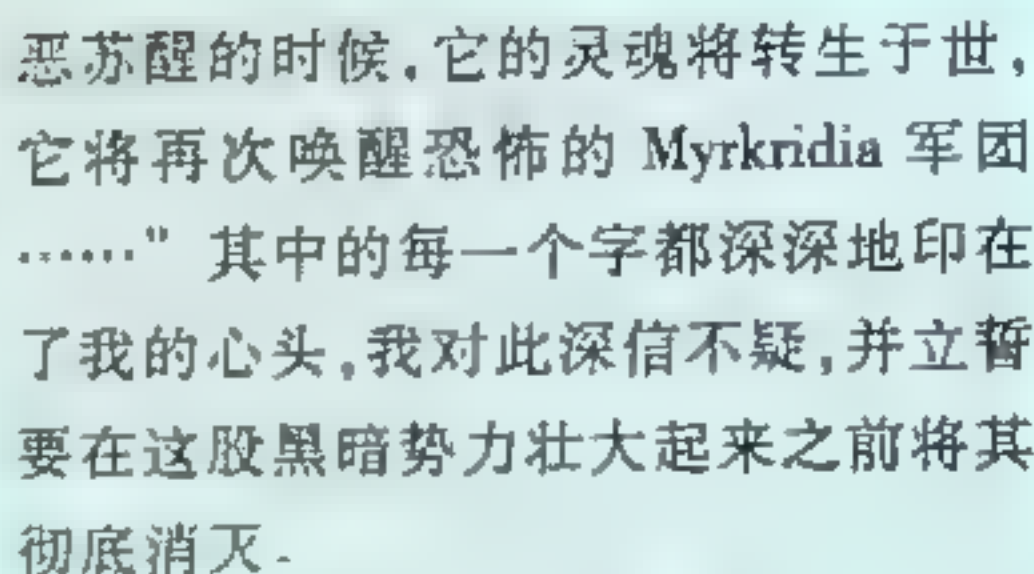 恶苏醒的时候,它的灵魂将转生于世,
它将再次唤醒恐怖的 Myrkridia 军团
……" 其中的每一个字都深深地印在
了我的心头,我对此深信不疑,并立誓
要在这股黑暗势力壮大起来之前将其
彻底消灭.